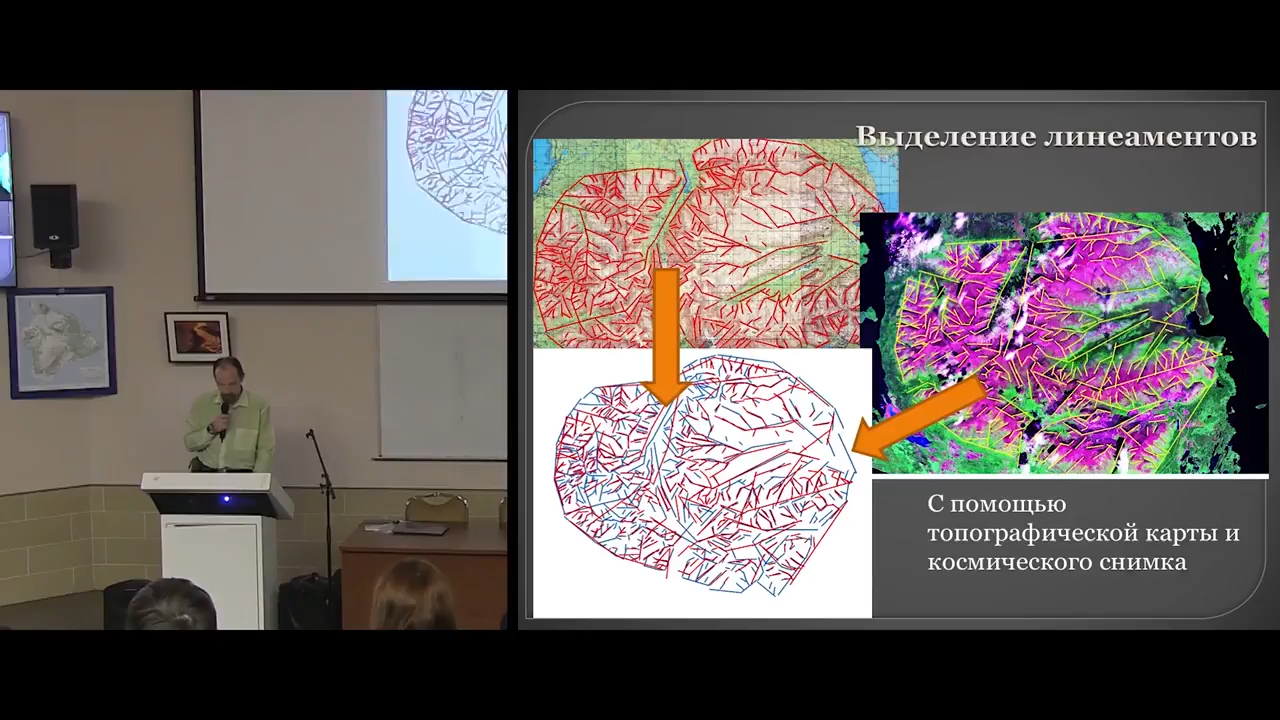 Выделение линеаментов
С помощью
топографической карты и
космического снимка